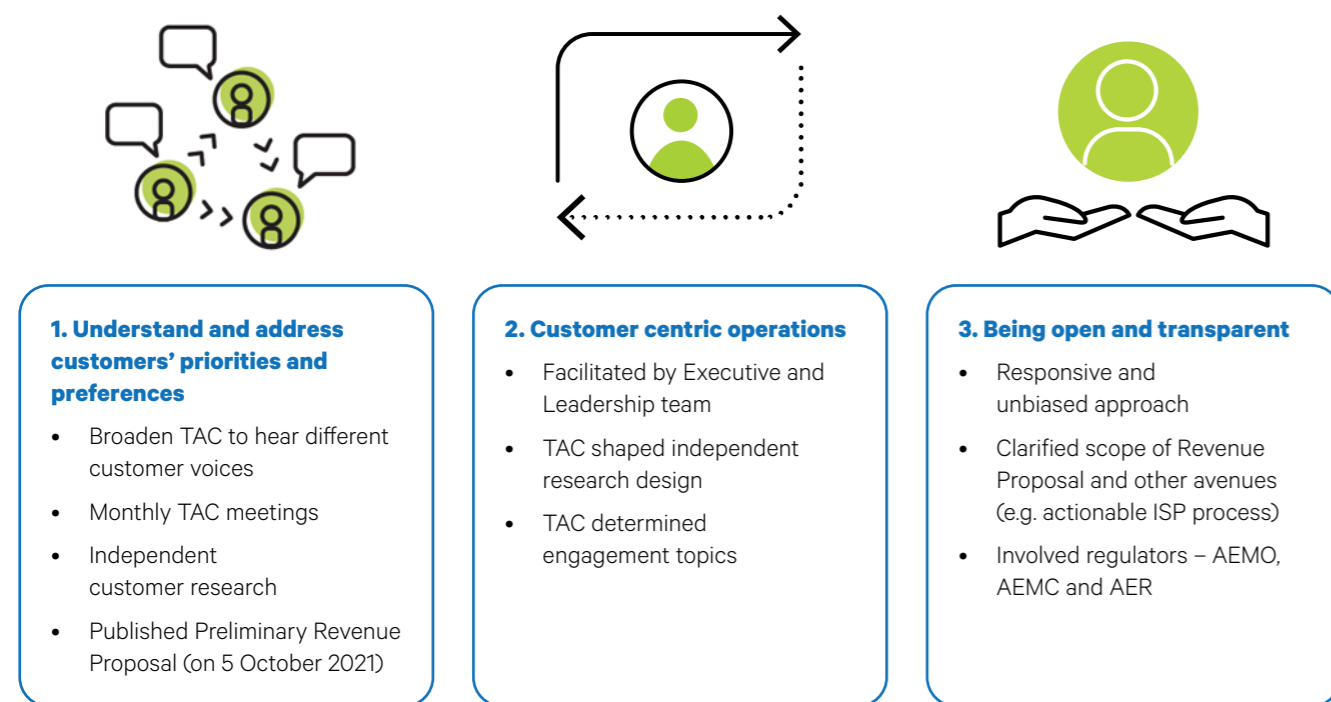 1. Understand and address
customers’ priorities and
preferences
• Broaden TAC to hear different
customer voices
• Monthly TAC meetings
• Independent
customer research
• Published Preliminary Revenue
Proposal (on 5 October 2021)
2. Customer centric operations
• Facilitated by Executive and
Leadership team
• TAC shaped independent
research design
• TAC determined
engagement topics
3. Being open and transparent
• Responsive and
unbiased approach
• Clarified scope of Revenue
Proposal and other avenues
(e.g. actionable ISP process)
• Involved regulators – AEMO,
AEMC and AER